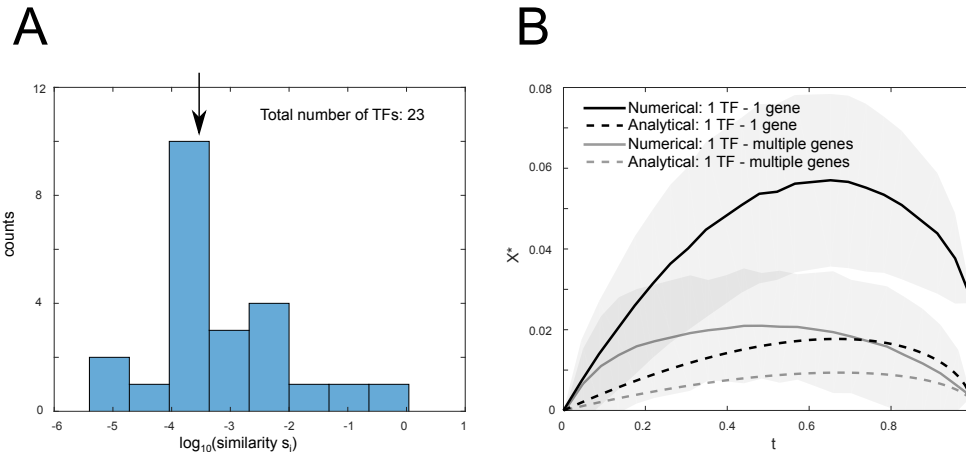 A
B
12
8
4
0
counts
-6
-5
-4
-3
-2
-1
0
1
log10(similarity si)
Total number of TFs: 23
0.08
0.06
0.04
0.02
0
X*
0
0.2
0.4
0.6
0.8
1
t
Numerical: 1 TF - 1 gene
Analytical: 1 TF - 1 gene
Numerical: 1 TF - multiple genes
Analytical: 1 TF - multiple genes